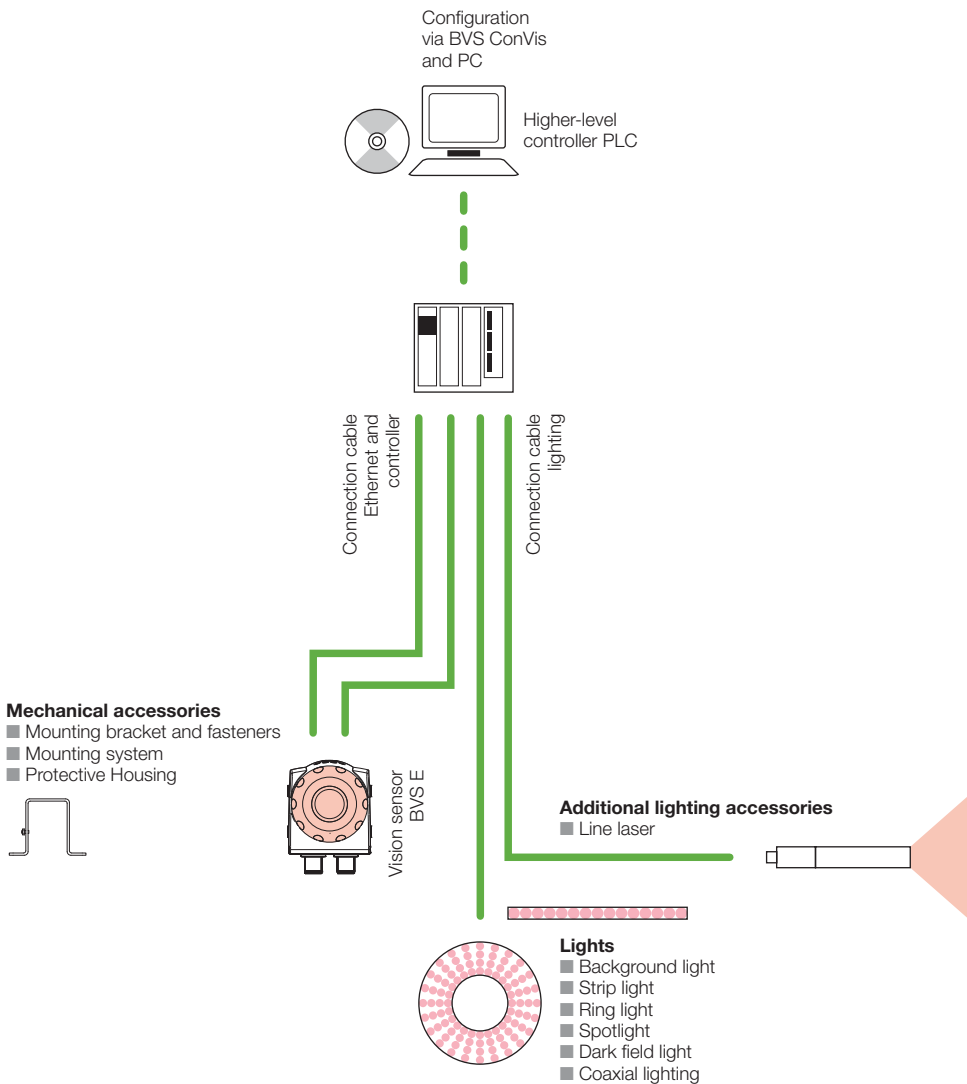 Configuration
via BVS ConVis
and PC
Higher-level
controller PLC
Connection cable
Ethernet and
controller
Connection cable
lighting
Mechanical accessories
Mounting bracket and fasteners
Mounting system
Protective Housing
Vision sensor
BVS E
Additional lighting accessories
Line laser
Lights
Background light
Strip light
Ring light
Spotlight
Dark field light
Coaxial lighting